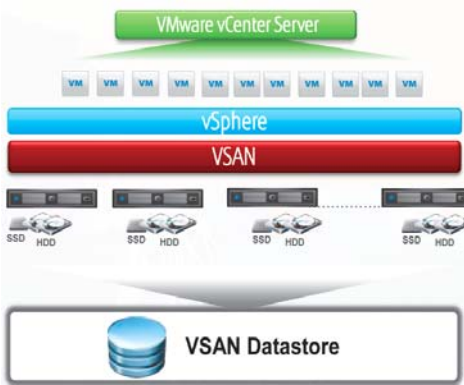 VMware vCenter Server
VM VM VM VM VM VM VM VM VM VM
vSphere
VSAN
SSD HDD SSD HDD SSD HDD SSD HDD
VSAN Datastore